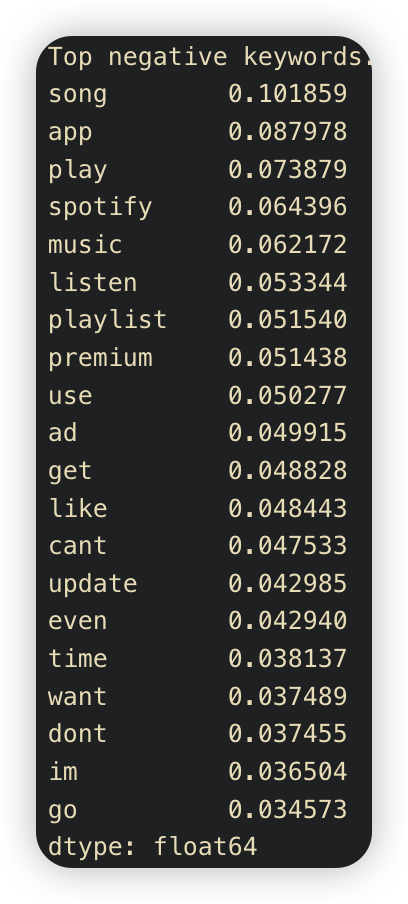 Top negative keywords:
song 0.101859
app 0.087978
play 0.073879
spotify 0.064396
music 0.062172
listen 0.053344
playlist 0.051540
premium 0.051438
use 0.050277
ad 0.049915
get 0.048828
like 0.048443
cant 0.047533
update 0.042985
even 0.042940
time 0.038137
want 0.037489
dont 0.037455
im 0.036504
go 0.034573
dtype: float64